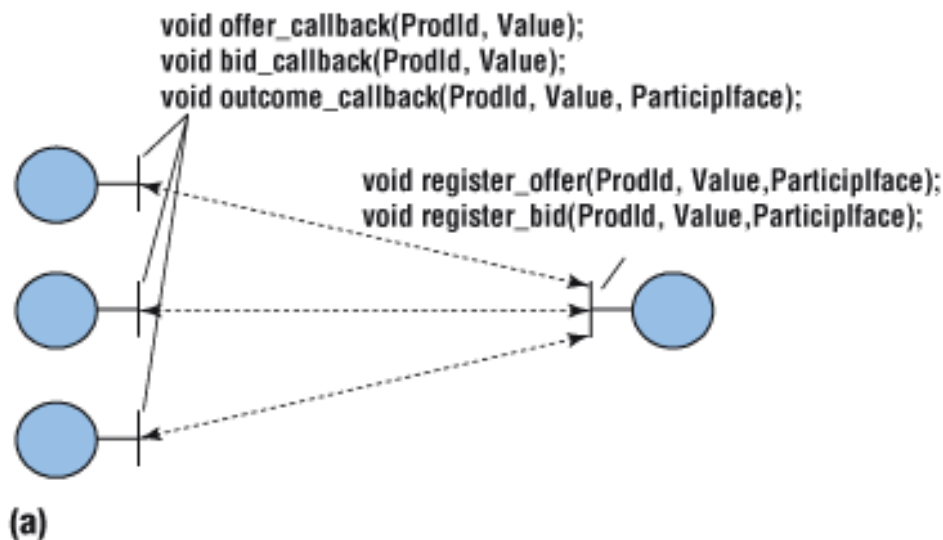 void offer_callback(ProdId, Value);
void bid_callback(ProdId, Value);
void outcome_callback(ProdId, Value, ParticipIface);
void register_offer(ProdId, Value,ParticipIface);
void register_bid(ProdId, Value,ParticipIface);
(a)